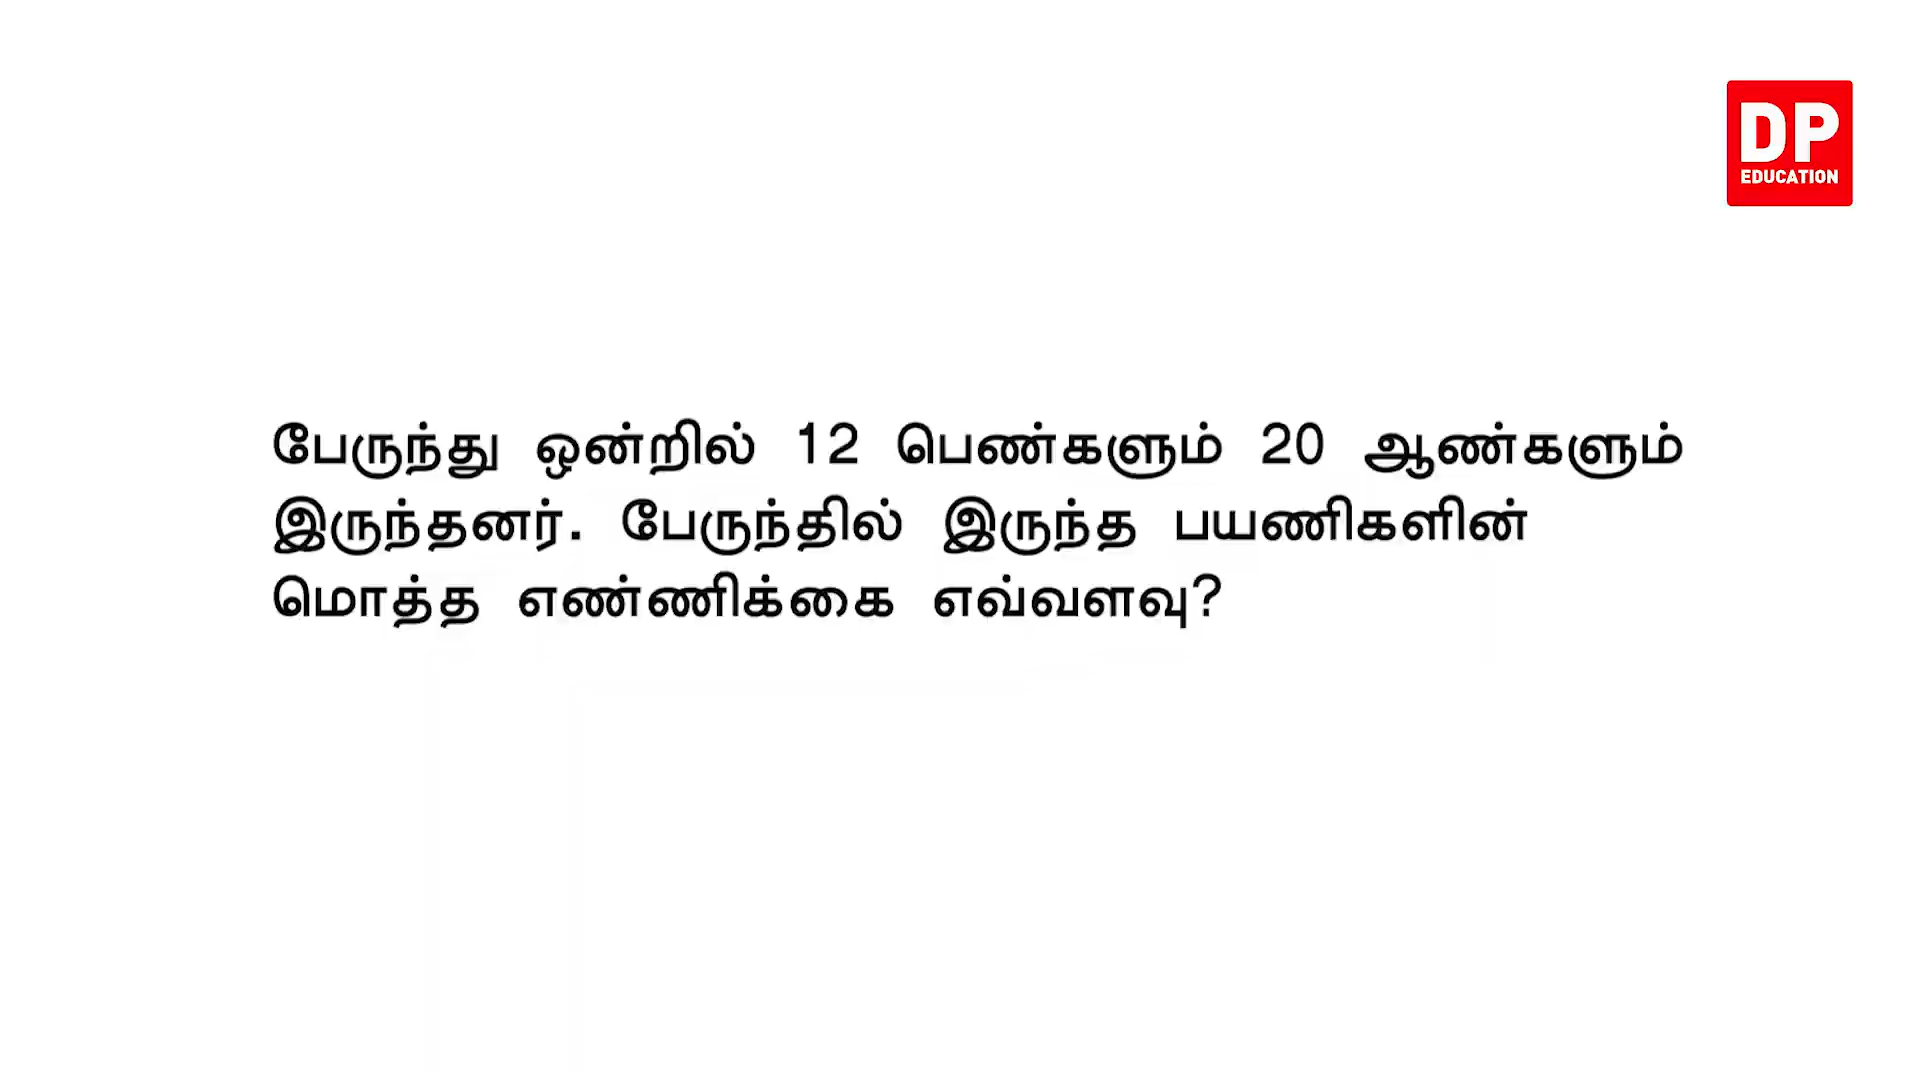 DP
EDUCATION
பேருந்து ஒன்றில் 12 பெண்களும் 20 ஆண்களும்
இருந்தனர். பேருந்தில் இருந்த பயணிகளின்
மொத்த எண்ணிக்கை எவ்வளவு?